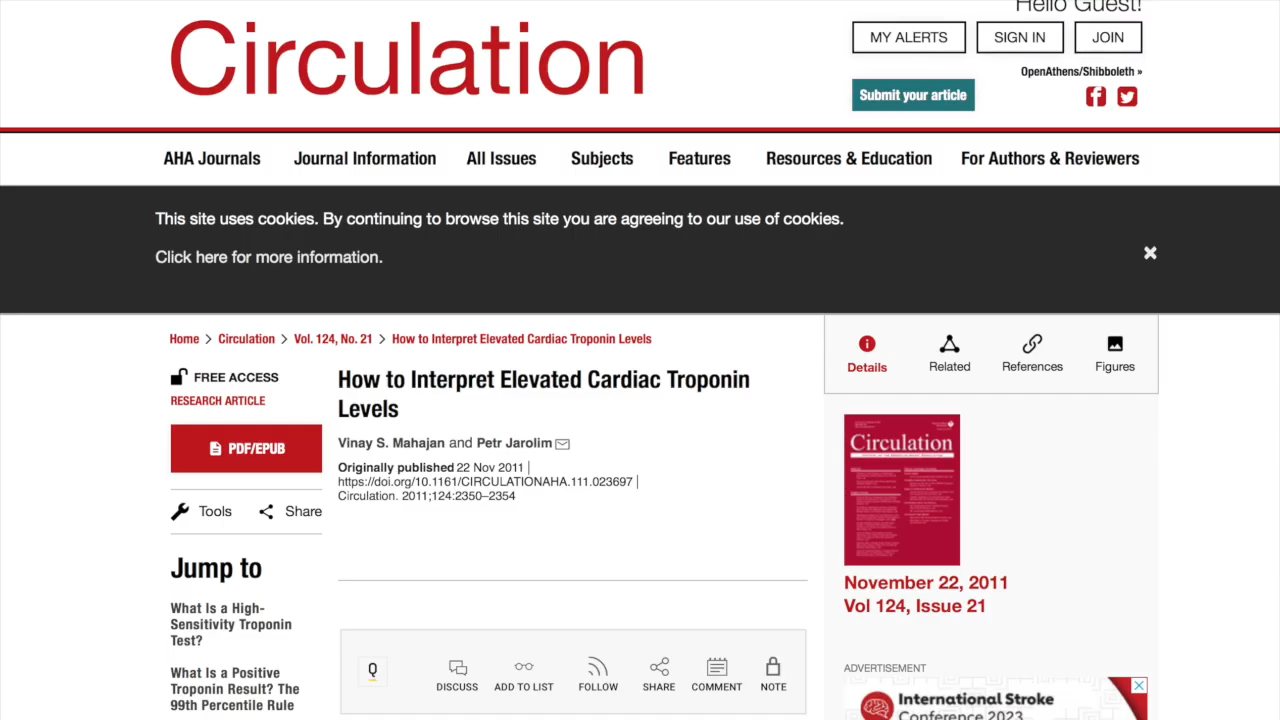 Hello Guest!
Circulation
MY ALERTS
SIGN IN
JOIN
OpenAthens/Shibboleth »
Submit your article
AHA Journals
Journal Information
All Issues
Subjects
Features
Resources & Education
For Authors & Reviewers
This site uses cookies. By continuing to browse this site you are agreeing to our use of cookies.
Click here for more information.
Home > Circulation > Vol. 124, No. 21 > How to Interpret Elevated Cardiac Troponin Levels
FREE ACCESS
RESEARCH ARTICLE
PDF/EPUB
Tools
Share
Jump to
What Is a High-
Sensitivity Troponin
Test?
What Is a Positive
Troponin Result? The
99th Percentile Rule
How to Interpret Elevated Cardiac Troponin
Levels
Vinay S. Mahajan and Petr Jarolim
Originally published 22 Nov 2011 |
https://doi.org/10.1161/CIRCULATIONAHA.111.023697 |
Circulation. 2011;124:2350–2354
Q
DISCUSS
ADD TO LIST
FOLLOW
SHARE
COMMENT
NOTE
Details
Related
References
Figures
Circulation
November 22, 2011
Vol 124, Issue 21
ADVERTISEMENT
International Stroke
Conference 2023